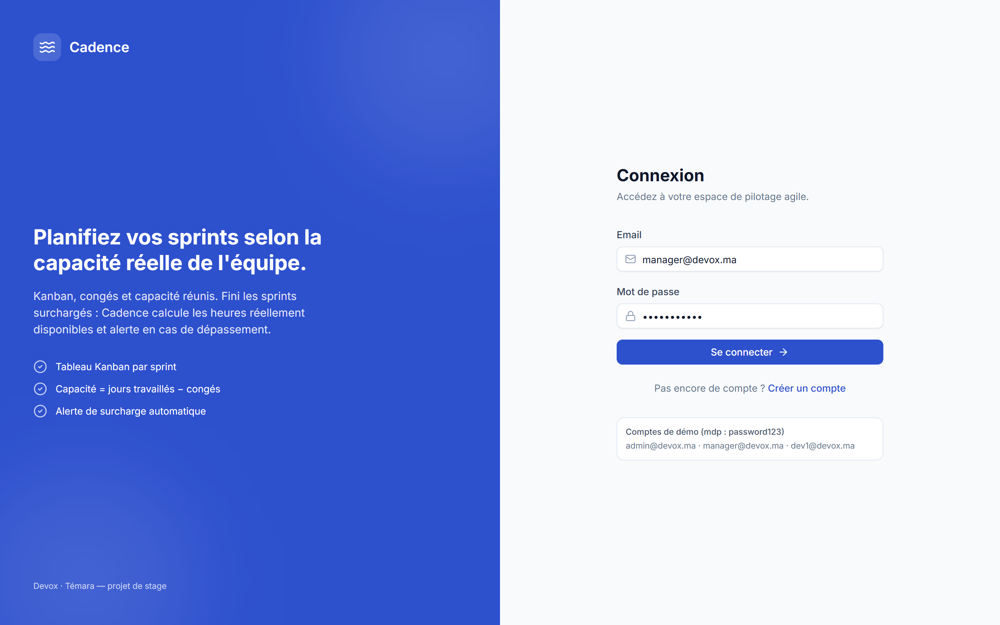 Cadence
Planifiez vos sprints selon la
capacité réelle de l'équipe.
Kanban, congés et capacité réunis. Fini les sprints
surchargés : Cadence calcule les heures réellement
disponibles et alerte en cas de dépassement.
Tableau Kanban par sprint
Capacité = jours travaillés − congés
Alerte de surcharge automatique
Devox · Témara — projet de stage
Connexion
Accédez à votre espace de pilotage agile.
Email
manager@devox.ma
Mot de passe
•••••••••••
Se connecter →
Pas encore de compte ? Créer un compte
Comptes de démo (mdp : password123)
admin@devox.ma · manager@devox.ma · dev1@devox.ma